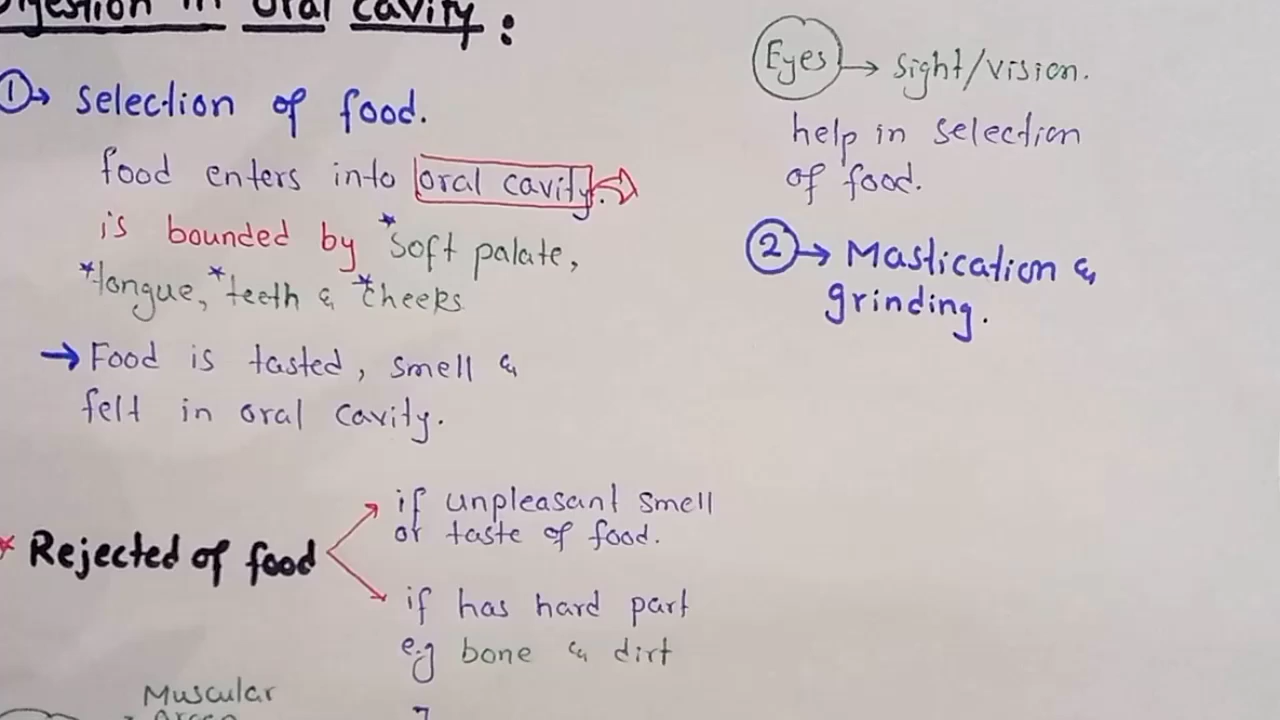 Digestion in oral cavity:
① → selection of food.
food enters into oral cavity. ⇒
is bounded by *soft palate,
*tongue, *teeth & *cheeks
→ Food is tasted, smell &
felt in oral cavity.
* Rejected of food
if unpleasant smell
or taste of food.
if has hard part
e.g bone & dirt
Muscular
Eyes → sight/vision.
help in selection
of food.
② → Mastication &
grinding.